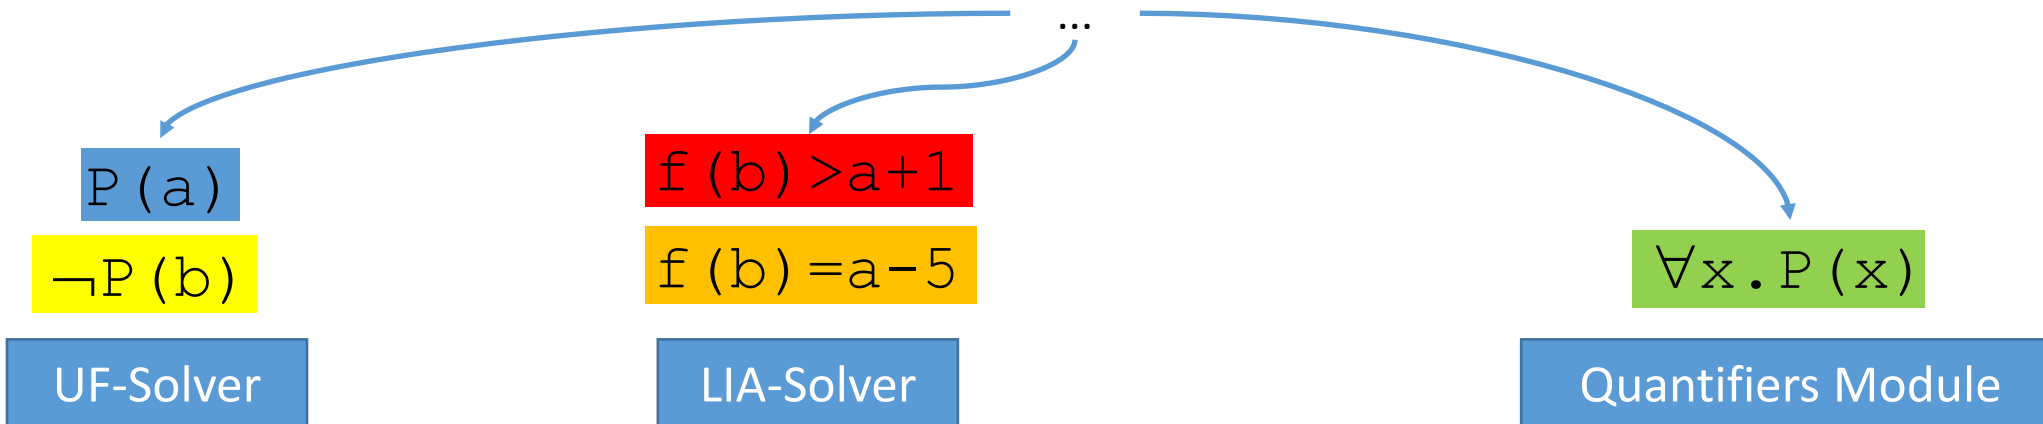 ...
P(a)
¬P(b)
UF-Solver
f(b)>a+1
f(b)=a-5
LIA-Solver
∀x.P(x)
Quantifiers Module